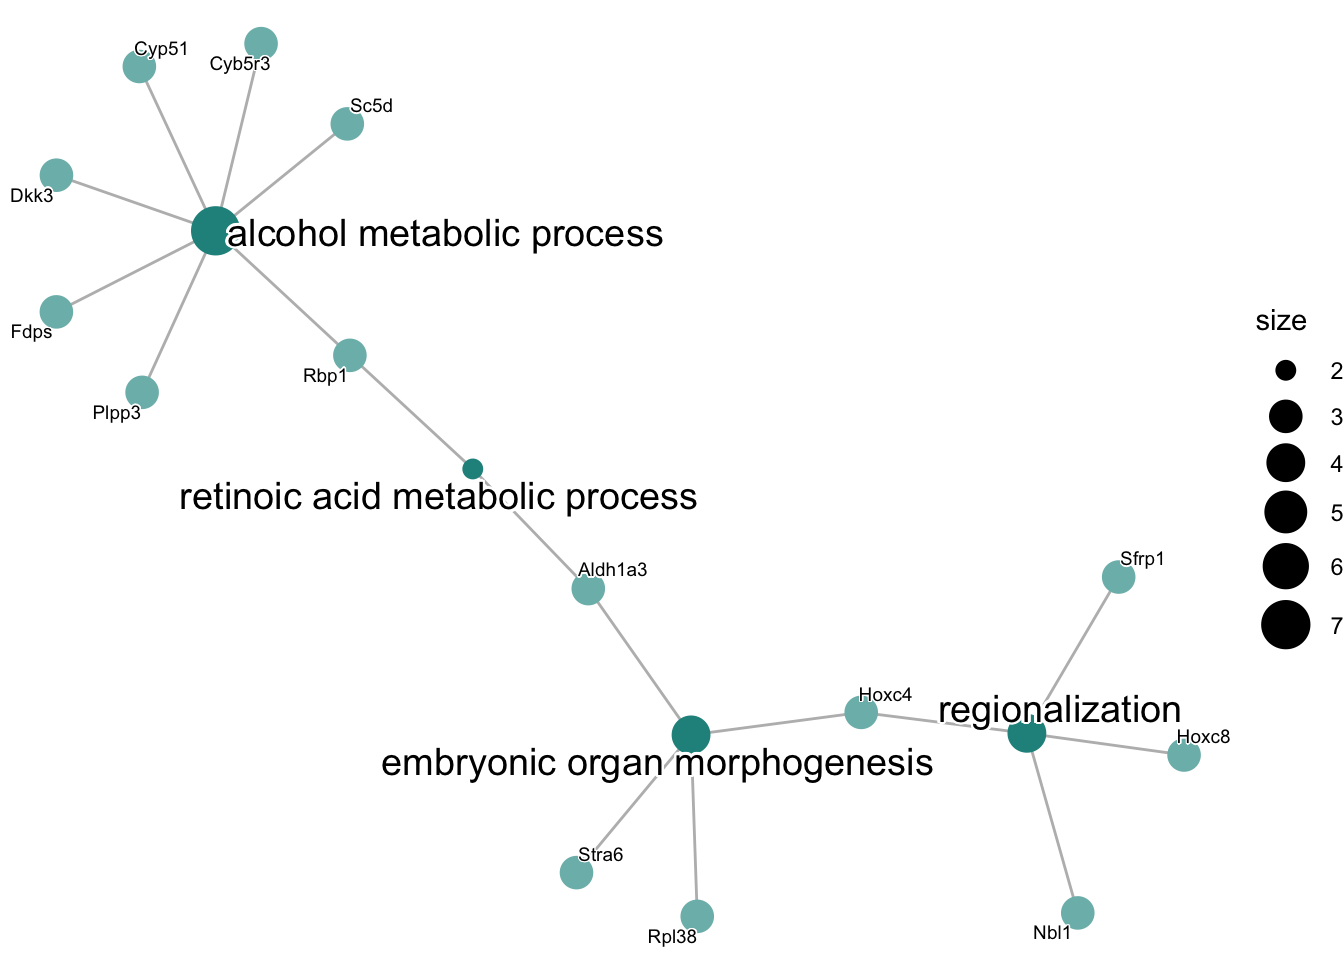 Cyp51
Cyb5r3
Sc5d
Dkk3
alcohol metabolic process
Fdps
Rbp1
Plpp3
retinoic acid metabolic process
Aldh1a3
Sfrp1
Hoxc4
regionalization
Hoxc8
embryonic organ morphogenesis
Stra6
Rpl38
Nbl1
size
2
3
4
5
6
7